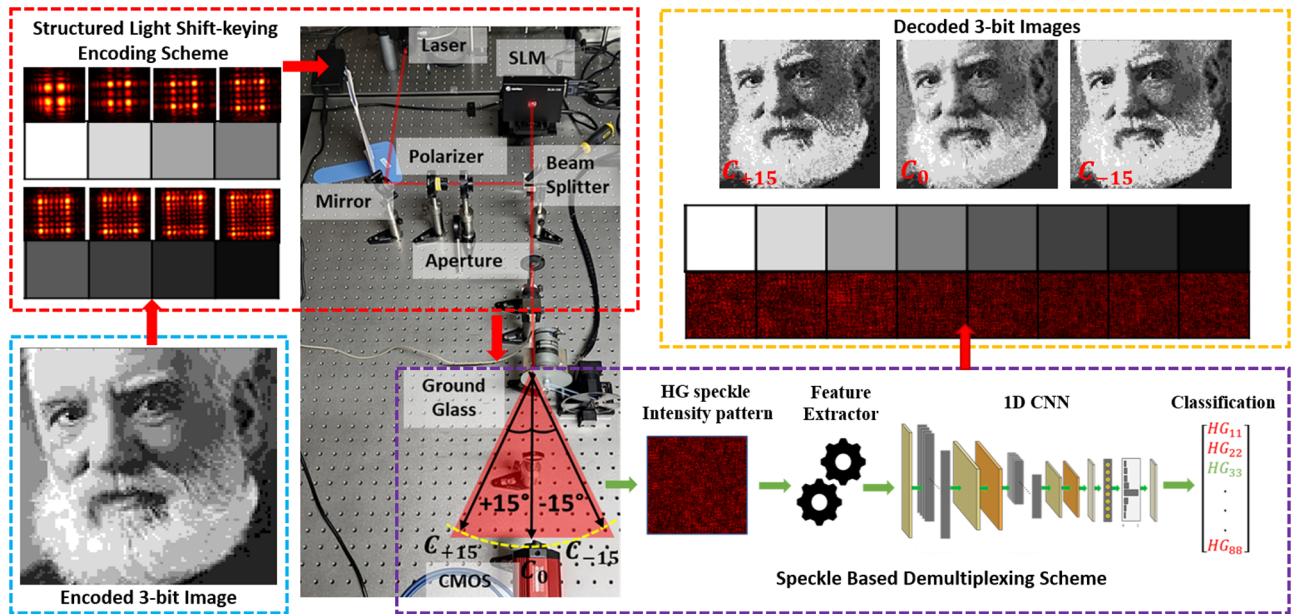 Structured Light Shift-keying
Encoding Scheme
Laser
SLM
Polarizer
Beam
Splitter
Mirror
Aperture
Ground
Glass
+15°
-15°
C+15
C0
C−15
CMOS
Encoded 3-bit Image
Decoded 3-bit Images
C+15
C0
C−15
HG speckle
Intensity pattern
Feature
Extractor
1D CNN
Classification
HG11
HG22
HG33
.
.
.
HG88
Speckle Based Demultiplexing Scheme